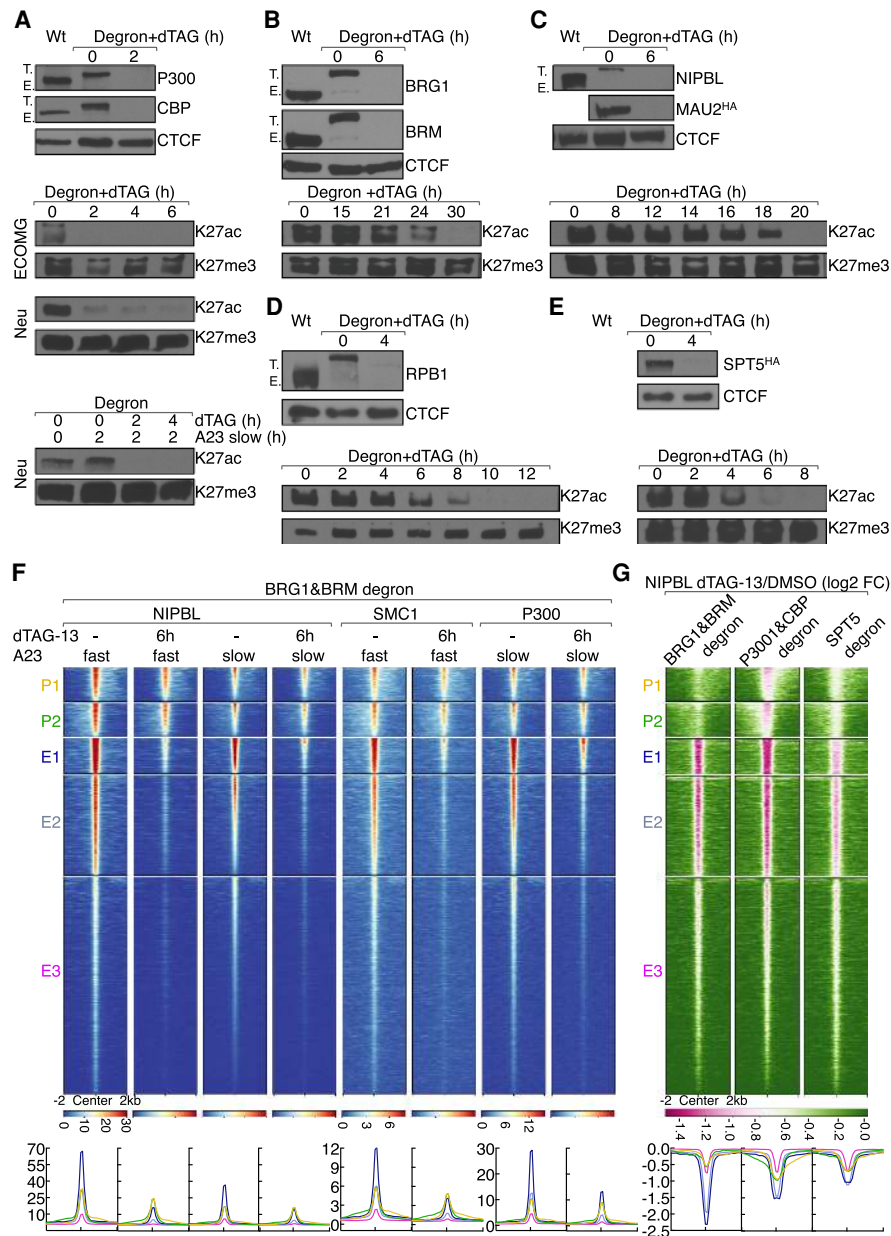 A
Wt Degron+dTAG (h)
0 2
T.
E.
P300
T.
E.
CBP
CTCF
Degron+dTAG (h)
0 2 4 6
ECOMG
K27ac
K27me3
Neu
K27ac
K27me3
Degron
0 0 2 4 dTAG (h)
0 2 2 2 A23 slow (h)
Neu
K27ac
K27me3
B
Wt Degron+dTAG (h)
0 6
T.
E.
BRG1
T.
E.
BRM
CTCF
Degron +dTAG (h)
0 15 21 24 30
K27ac
K27me3
C
Wt Degron+dTAG (h)
0 6
T.
E.
NIPBL
MAU2HA
CTCF
Degron+dTAG (h)
0 8 12 14 16 18 20
K27ac
K27me3
D
Wt Degron+dTAG (h)
0 4
T.
E.
RPB1
CTCF
Degron+dTAG (h)
0 2 4 6 8 10 12
K27ac
K27me3
E
Wt Degron+dTAG (h)
0 4
SPT5HA
CTCF
Degron+dTAG (h)
0 2 4 6 8
K27ac
K27me3
F
BRG1&BRM degron
NIPBL SMC1 P300
dTAG-13 - 6h - 6h - 6h - 6h
A23 fast fast slow slow fast fast slow slow
P1
P2
E1
E2
E3
-2 Center 2kb
0 10 30
0 3 6
0 6 12
70
55
40
25
10
12
9
6
3
0
30
20
10
0
G
NIPBL dTAG-13/DMSO (log2 FC)
BRG1&BRM degron
P3001&CBP degron
SPT5 degron
P1
P2
E1
E2
E3
-2 Center 2kb
-1.4 -1.2 -1.0 -0.8 -0.6 -0.4 -0.2 -0.0
0.0
-0.5
-1.0
-1.5
-2.0
-2.5